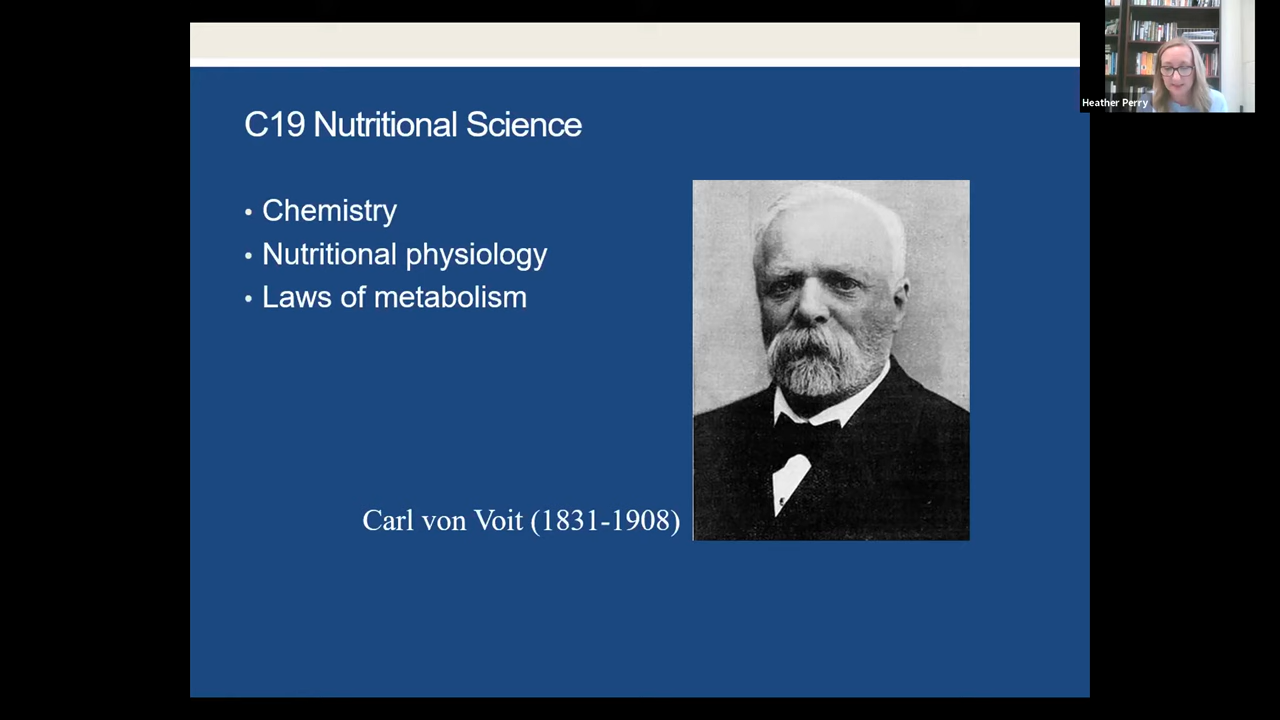 C19 Nutritional Science
• Chemistry
• Nutritional physiology
• Laws of metabolism
Carl von Voit (1831-1908)
Heather Perry